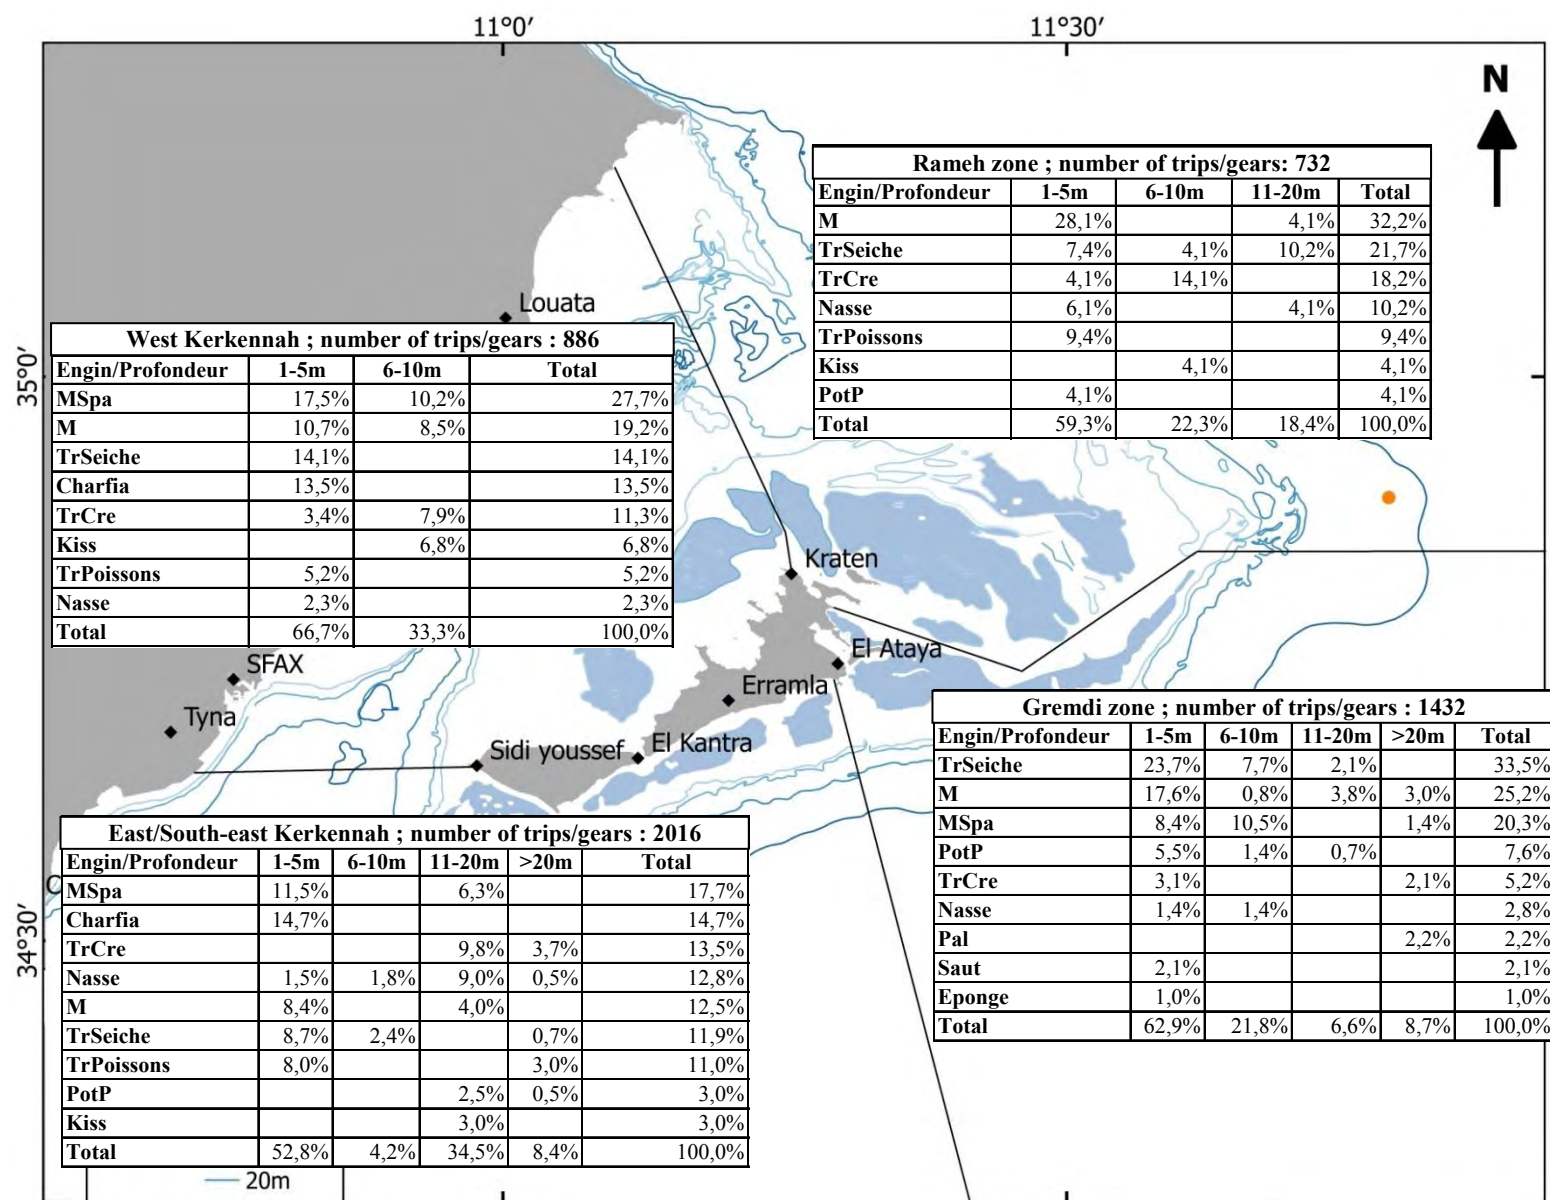 11°0′ 11°30′
N
Rameh zone ; number of trips/gears: 732
Engin/Profondeur 1-5m 6-10m 11-20m Total
M 28,1% 4,1% 32,2%
TrSeiche 7,4% 4,1% 10,2% 21,7%
TrCre 4,1% 14,1% 18,2%
Nasse 6,1% 4,1% 10,2%
TrPoissons 9,4% 9,4%
Kiss 4,1% 4,1%
PotP 4,1% 4,1%
Total 59,3% 22,3% 18,4% 100,0%
Louata
35°0′
West Kerkennah ; number of trips/gears : 886
Engin/Profondeur 1-5m 6-10m Total
MSpa 17,5% 10,2% 27,7%
M 10,7% 8,5% 19,2%
TrSeiche 14,1% 14,1%
Charfia 13,5% 13,5%
TrCre 3,4% 7,9% 11,3%
Kiss 6,8% 6,8%
TrPoissons 5,2% 5,2%
Nasse 2,3% 2,3%
Total 66,7% 33,3% 100,0%
Kraten
El Ataya
SFAX
Erramla
Tyna
El Kantra
Sidi youssef
Gremdi zone ; number of trips/gears : 1432
Engin/Profondeur 1-5m 6-10m 11-20m >20m Total
TrSeiche 23,7% 7,7% 2,1% 33,5%
M 17,6% 0,8% 3,8% 3,0% 25,2%
MSpa 8,4% 10,5% 1,4% 20,3%
PotP 5,5% 1,4% 0,7% 7,6%
TrCre 3,1% 2,1% 5,2%
Nasse 1,4% 1,4% 2,8%
Pal 2,2% 2,2%
Saut 2,1% 2,1%
Eponge 1,0% 1,0%
Total 62,9% 21,8% 6,6% 8,7% 100,0%
34°30′
East/South-east Kerkennah ; number of trips/gears : 2016
Engin/Profondeur 1-5m 6-10m 11-20m >20m Total
MSpa 11,5% 6,3% 17,7%
Charfia 14,7% 14,7%
TrCre 9,8% 3,7% 13,5%
Nasse 1,5% 1,8% 9,0% 0,5% 12,8%
M 8,4% 4,0% 12,5%
TrSeiche 8,7% 2,4% 0,7% 11,9%
TrPoissons 8,0% 3,0% 11,0%
PotP 2,5% 0,5% 3,0%
Kiss 3,0% 3,0%
Total 52,8% 4,2% 34,5% 8,4% 100,0%
20m